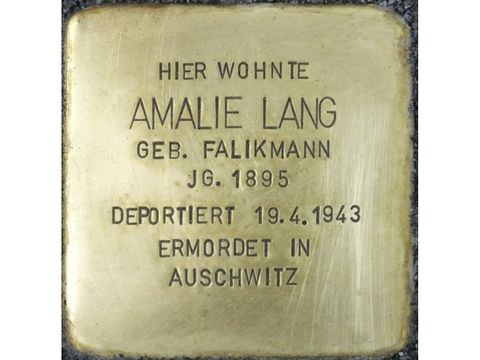 HIER WOHNTE
AMALIE LANG
GEB. FALIKMANN
JG. 1895
DEPORTIERT 19.4.1943
ERMORDET IN
AUSCHWITZ